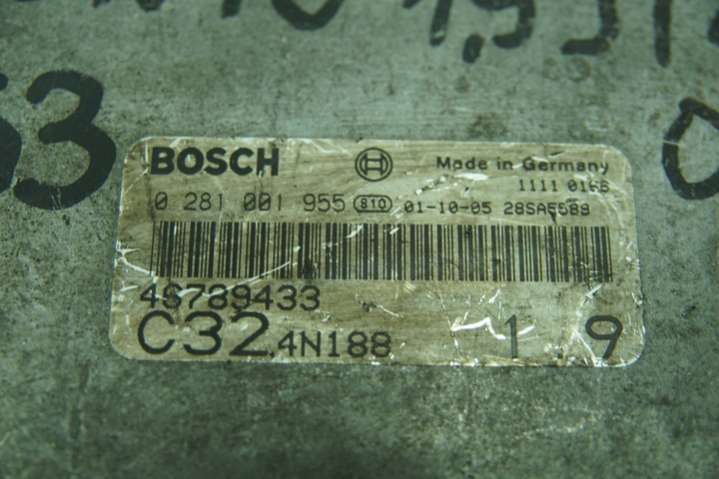 53
BOSCH Made in Germany
1111
0 281 001 955 810 01-10-05 28SA5589
46789433
C32.4N188 1.9